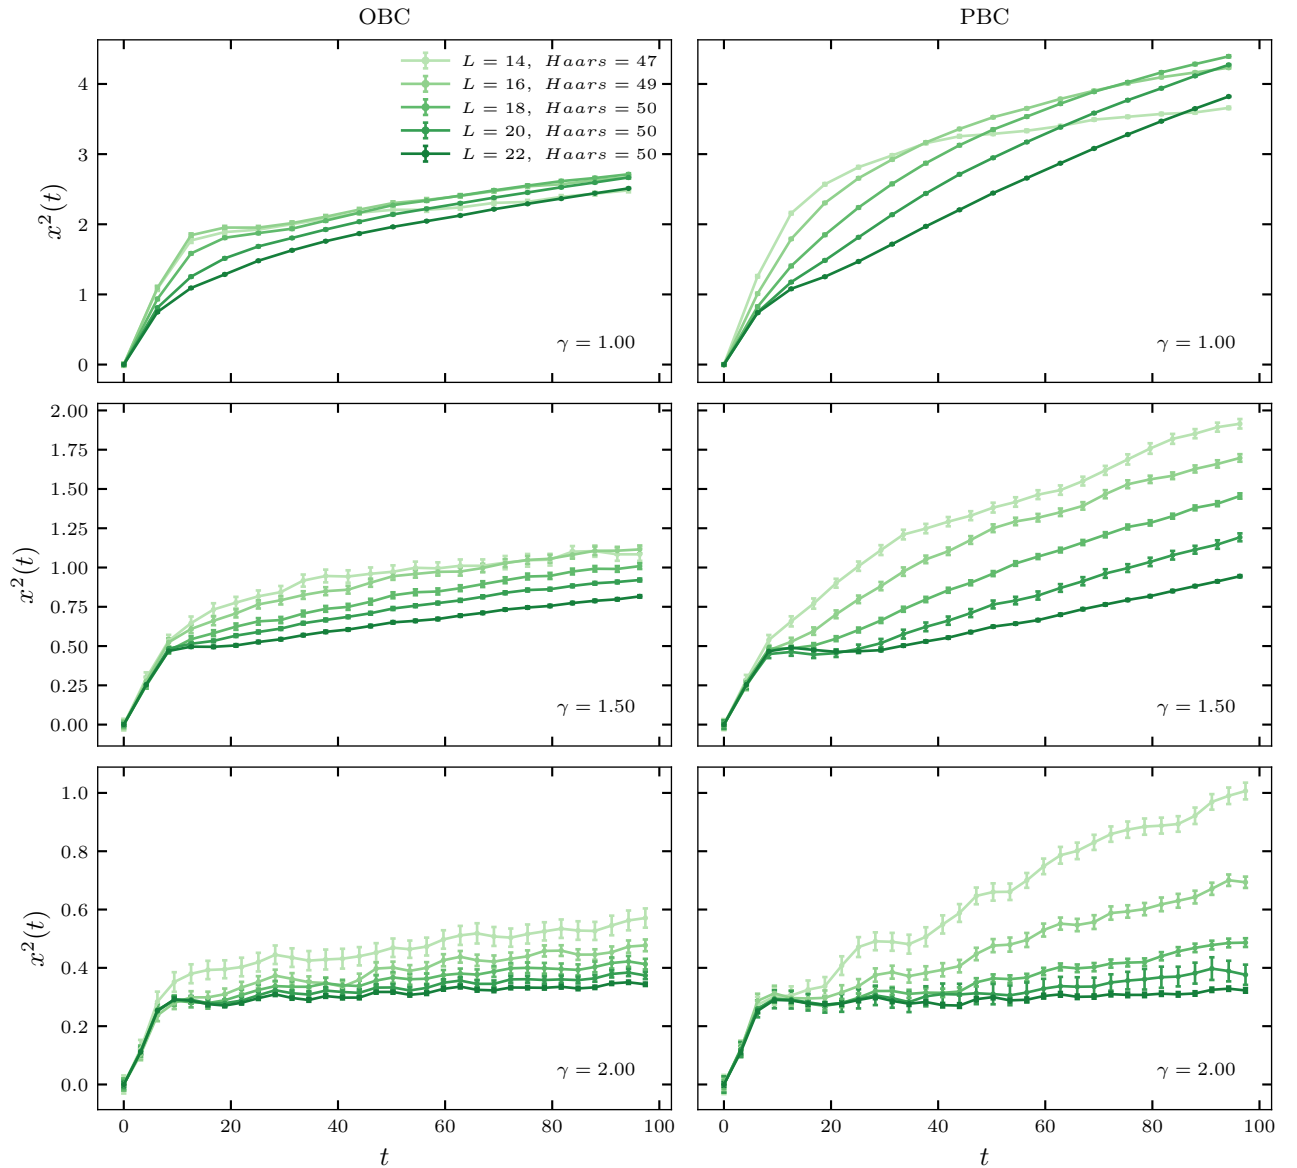 OBC
PBC
L = 14, Haars = 47
L = 16, Haars = 49
L = 18, Haars = 50
L = 20, Haars = 50
L = 22, Haars = 50
x²(t)
4
3
2
1
0
γ = 1.00
γ = 1.00
x²(t)
2.00
1.75
1.50
1.25
1.00
0.75
0.50
0.25
0.00
γ = 1.50
γ = 1.50
x²(t)
1.0
0.8
0.6
0.4
0.2
0.0
γ = 2.00
γ = 2.00
0 20 40 60 80 100
0 20 40 60 80 100
t
t